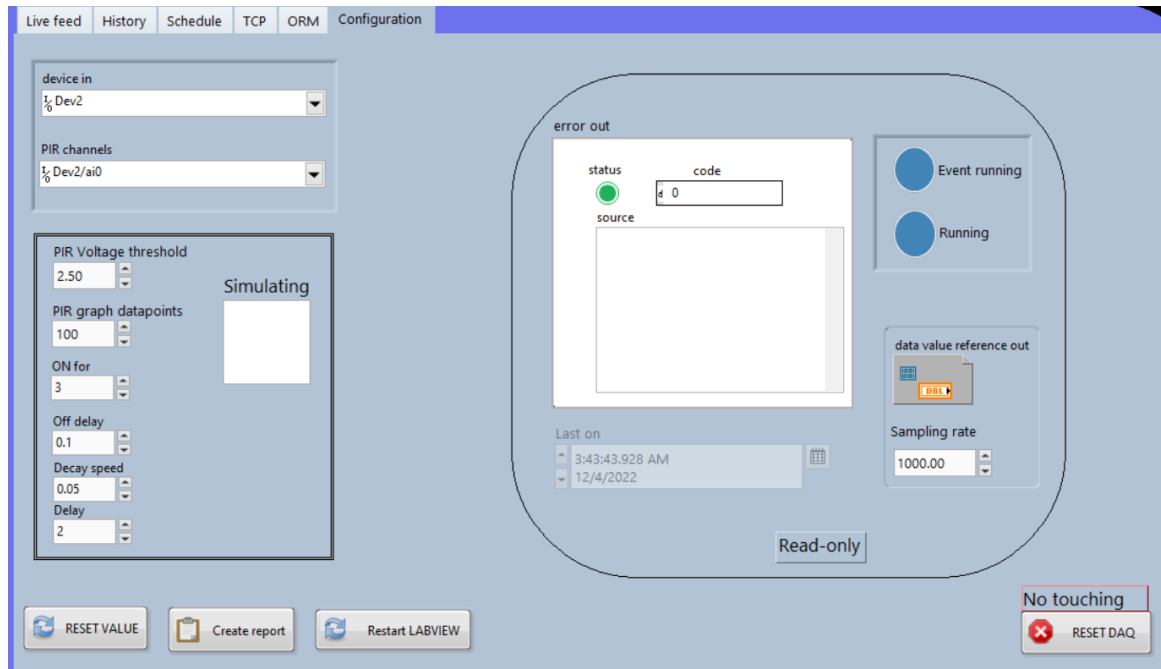 Live feed History Schedule TCP ORM Configuration
device in
Dev2
PIR channels
Dev2/ai0
PIR Voltage threshold
2.50
Simulating
PIR graph datapoints
100
ON for
3
Off delay
0.1
Decay speed
0.05
Delay
2
error out
status code
d 0
source
Event running
Running
data value reference out
DBL
Sampling rate
1000.00
Last on
3:43:43.928 AM
12/4/2022
Read-only
No touching
RESET VALUE Create report Restart LABVIEW RESET DAQ